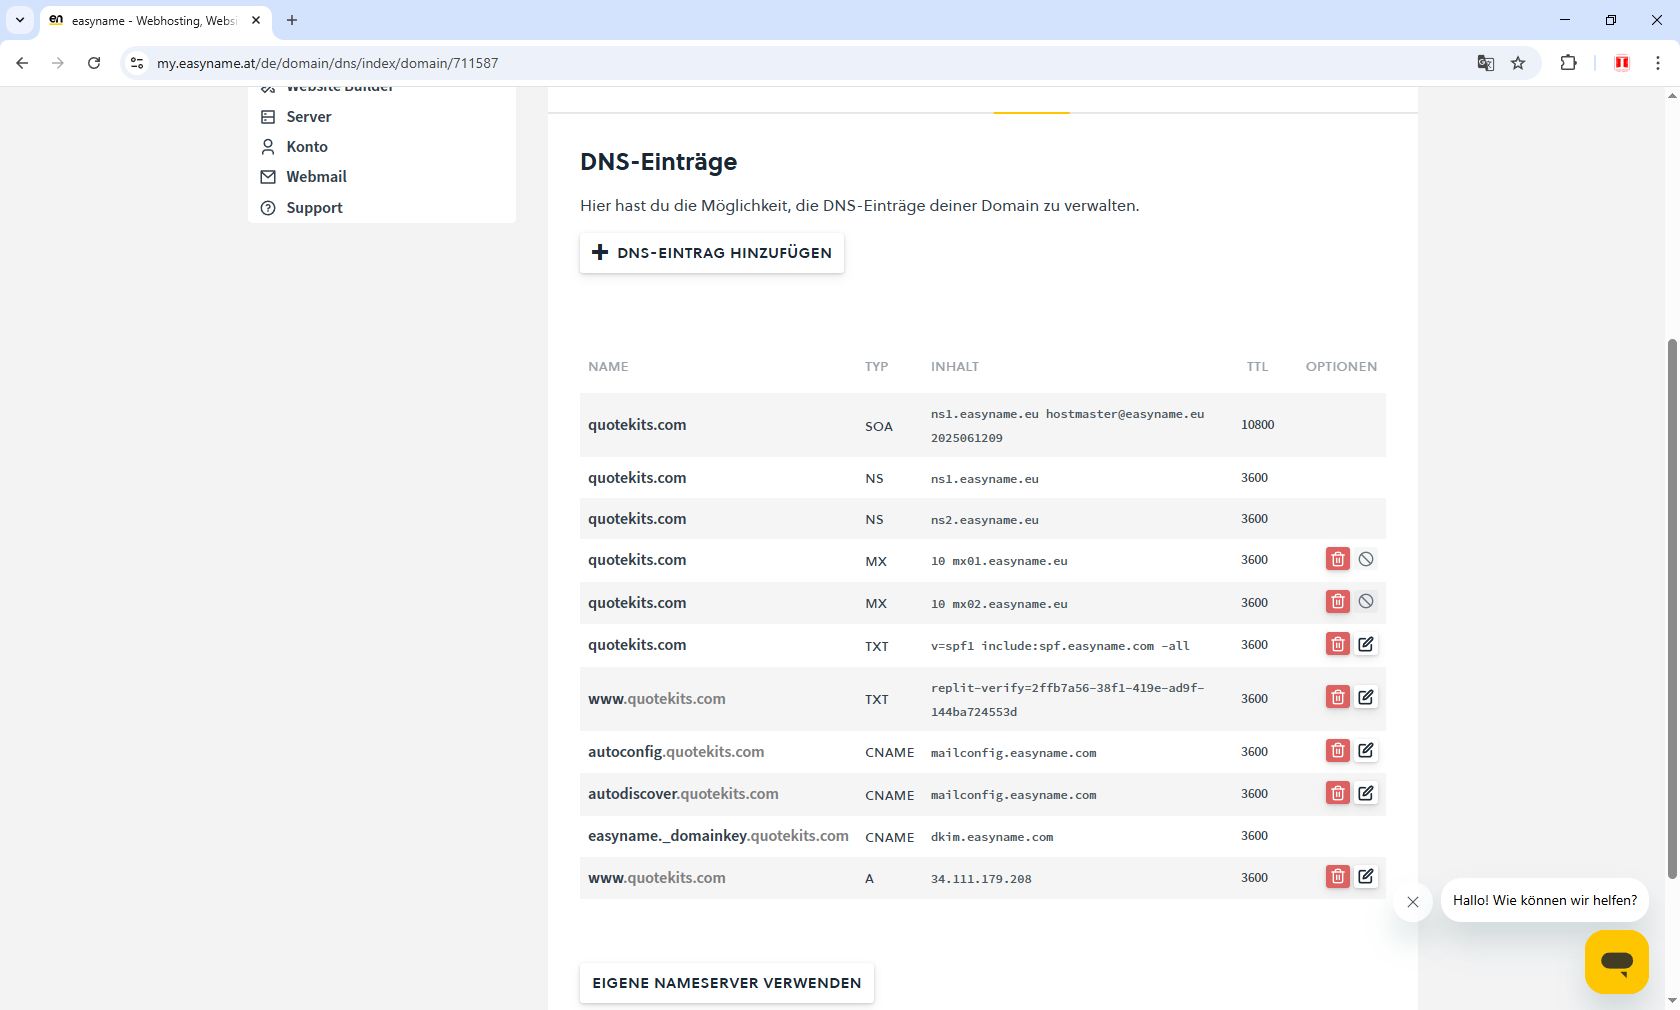 en easyname - Webhosting, Websi
my.easyname.at/de/domain/dns/index/domain/711587
Website Builder
Server
Konto
Webmail
Support
DNS-Einträge
Hier hast du die Möglichkeit, die DNS-Einträge deiner Domain zu verwalten.
DNS-EINTRAG HINZUFÜGEN
NAME TYP INHALT TTL OPTIONEN
quotekits.com SOA ns1.easyname.eu hostmaster@easyname.eu 10800
2025061209
quotekits.com NS ns1.easyname.eu 3600
quotekits.com NS ns2.easyname.eu 3600
quotekits.com MX 10 mx01.easyname.eu 3600
quotekits.com MX 10 mx02.easyname.eu 3600
quotekits.com TXT v=spf1 include:spf.easyname.com -all 3600
www.quotekits.com TXT replit-verify=2ffb7a56-38f1-419e-ad9f- 3600
144ba724553d
autoconfig.quotekits.com CNAME mailconfig.easyname.com 3600
autodiscover.quotekits.com CNAME mailconfig.easyname.com 3600
easyname._domainkey.quotekits.com CNAME dkim.easyname.com 3600
www.quotekits.com A 34.111.179.208 3600
Hallo! Wie können wir helfen?
EIGENE NAMESERVER VERWENDEN